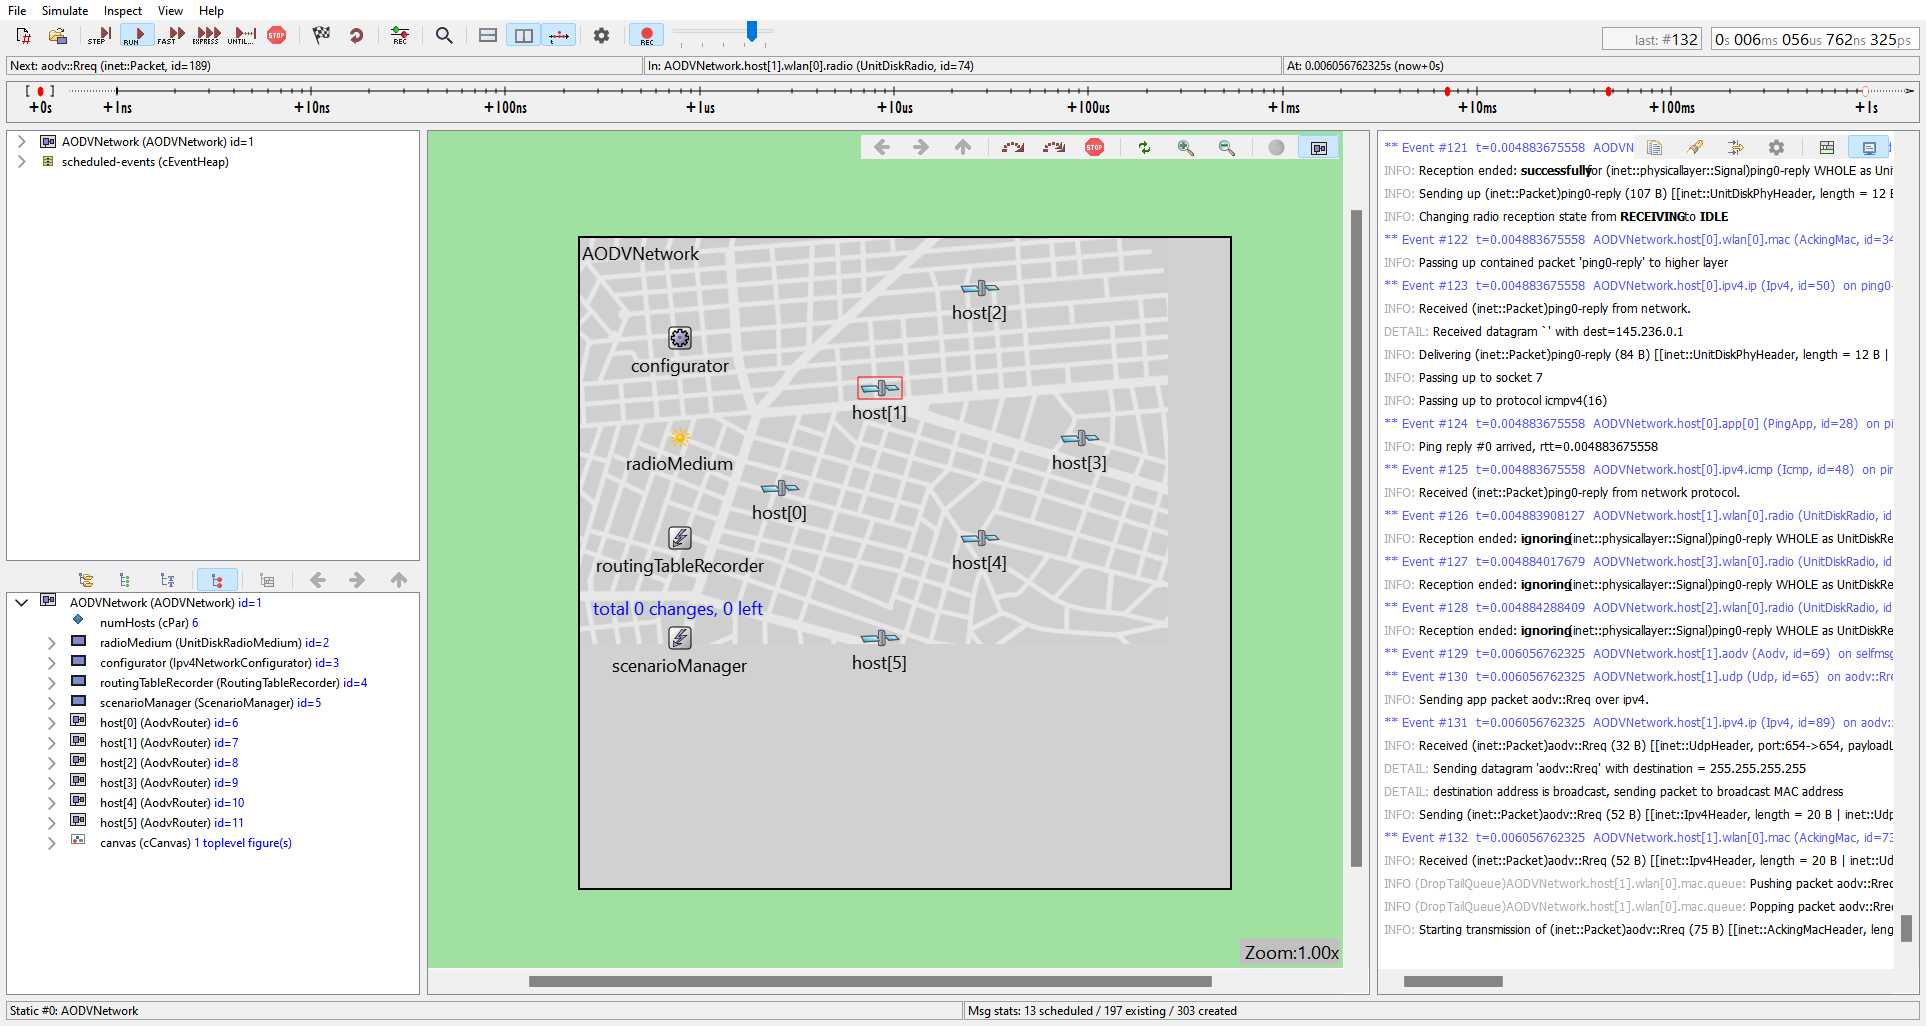 File Simulate Inspect View Help
STEP RUN FAST EXPRESS UNTIL... STOP REC REC
last: #132 0s 006ms 056us 762ns 325ps
Next: aodv::Rreq (inet::Packet, id=189) In: AODVNetwork.host[1].wlan[0].radio (UnitDiskRadio, id=74) At: 0.006056762325s (now+0s)
+0s +1ns +10ns +100ns +1us +10us +100us +1ms +10ms +100ms +1s
AODVNetwork (AODVNetwork) id=1
scheduled-events (cEventHeap)
AODVNetwork (AODVNetwork) id=1
numHosts (cPar) 6
radioMedium (UnitDiskRadioMedium) id=2
configurator (Ipv4NetworkConfigurator) id=3
routingTableRecorder (RoutingTableRecorder) id=4
scenarioManager (ScenarioManager) id=5
host[0] (AodvRouter) id=6
host[1] (AodvRouter) id=7
host[2] (AodvRouter) id=8
host[3] (AodvRouter) id=9
host[4] (AodvRouter) id=10
host[5] (AodvRouter) id=11
canvas (cCanvas) 1 toplevel figure(s)
STOP
AODVNetwork
host[2]
configurator
host[1]
radioMedium
host[3]
host[0]
routingTableRecorder
host[4]
total 0 changes, 0 left
scenarioManager
host[5]
Zoom:1.00x
** Event #121 t=0.004883675558 AODVN
INFO: Reception ended: successfully for (inet::physicallayer::Signal)ping0-reply WHOLE as Uni
INFO: Sending up (inet::Packet)ping0-reply (107 B) [[inet::UnitDiskPhyHeader, length = 12 B
INFO: Changing radio reception state from RECEIVING to IDLE
** Event #122 t=0.004883675558 AODVNetwork.host[0].wlan[0].mac (AckingMac, id=34
INFO: Passing up contained packet 'ping0-reply' to higher layer
** Event #123 t=0.004883675558 AODVNetwork.host[0].ipv4.ip (Ipv4, id=50) on ping0-
INFO: Received (inet::Packet)ping0-reply from network.
DETAIL: Received datagram `' with dest=145.236.0.1
INFO: Delivering (inet::Packet)ping0-reply (84 B) [[inet::UnitDiskPhyHeader, length = 12 B |
INFO: Passing up to socket 7
INFO: Passing up to protocol icmpv4(16)
** Event #124 t=0.004883675558 AODVNetwork.host[0].app[0] (PingApp, id=28) on pi
INFO: Ping reply #0 arrived, rtt=0.004883675558
** Event #125 t=0.004883675558 AODVNetwork.host[0].ipv4.icmp (Icmp, id=48) on pin
INFO: Received (inet::Packet)ping0-reply from network protocol.
** Event #126 t=0.004883908127 AODVNetwork.host[1].wlan[0].radio (UnitDiskRadio, id
INFO: Reception ended: ignoring (inet::physicallayer::Signal)ping0-reply WHOLE as UnitDiskRe
** Event #127 t=0.004884017679 AODVNetwork.host[3].wlan[0].radio (UnitDiskRadio, id
INFO: Reception ended: ignoring (inet::physicallayer::Signal)ping0-reply WHOLE as UnitDiskRe
** Event #128 t=0.004884288409 AODVNetwork.host[2].wlan[0].radio (UnitDiskRadio, id
INFO: Reception ended: ignoring (inet::physicallayer::Signal)ping0-reply WHOLE as UnitDiskRe
** Event #129 t=0.006056762325 AODVNetwork.host[1].aodv (Aodv, id=69) on selfmsg
** Event #130 t=0.006056762325 AODVNetwork.host[1].udp (Udp, id=65) on aodv::Rre
INFO: Sending app packet aodv::Rreq over ipv4.
** Event #131 t=0.006056762325 AODVNetwork.host[1].ipv4.ip (Ipv4, id=89) on aodv::
INFO: Received (inet::Packet)aodv::Rreq (32 B) [[inet::UdpHeader, port:654->654, payloadL
DETAIL: Sending datagram 'aodv::Rreq' with destination = 255.255.255.255
DETAIL: destination address is broadcast, sending packet to broadcast MAC address
INFO: Sending (inet::Packet)aodv::Rreq (52 B) [[inet::Ipv4Header, length = 20 B | inet::Udp
** Event #132 t=0.006056762325 AODVNetwork.host[1].wlan[0].mac (AckingMac, id=73
INFO: Received (inet::Packet)aodv::Rreq (52 B) [[inet::Ipv4Header, length = 20 B | inet::Ud
INFO (DropTailQueue)AODVNetwork.host[1].wlan[0].mac.queue: Pushing packet aodv::Rreq
INFO (DropTailQueue)AODVNetwork.host[1].wlan[0].mac.queue: Popping packet aodv::Rre
INFO: Starting transmission of (inet::Packet)aodv::Rreq (75 B) [[inet::AckingMacHeader, leng
Static #0: AODVNetwork Msg stats: 13 scheduled / 197 existing / 303 created